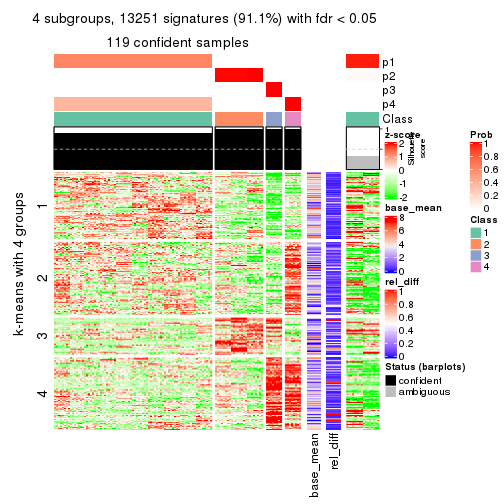 4 subgroups, 13251 signatures (91.1%) with fdr < 0.05
119 confident samples
p1
p2
p3
p4
Class
1
Silhouette
score
k-means with 4 groups
1
2
3
4
base_mean
rel_diff
z-score
2
1
0
-1
-2
base_mean
8
6
4
2
0
rel_diff
1
0.8
0.6
0.4
0.2
0
Status (barplots)
confident
ambiguous
Prob
1
0.8
0.6
0.4
0.2
0
Class
1
2
3
4